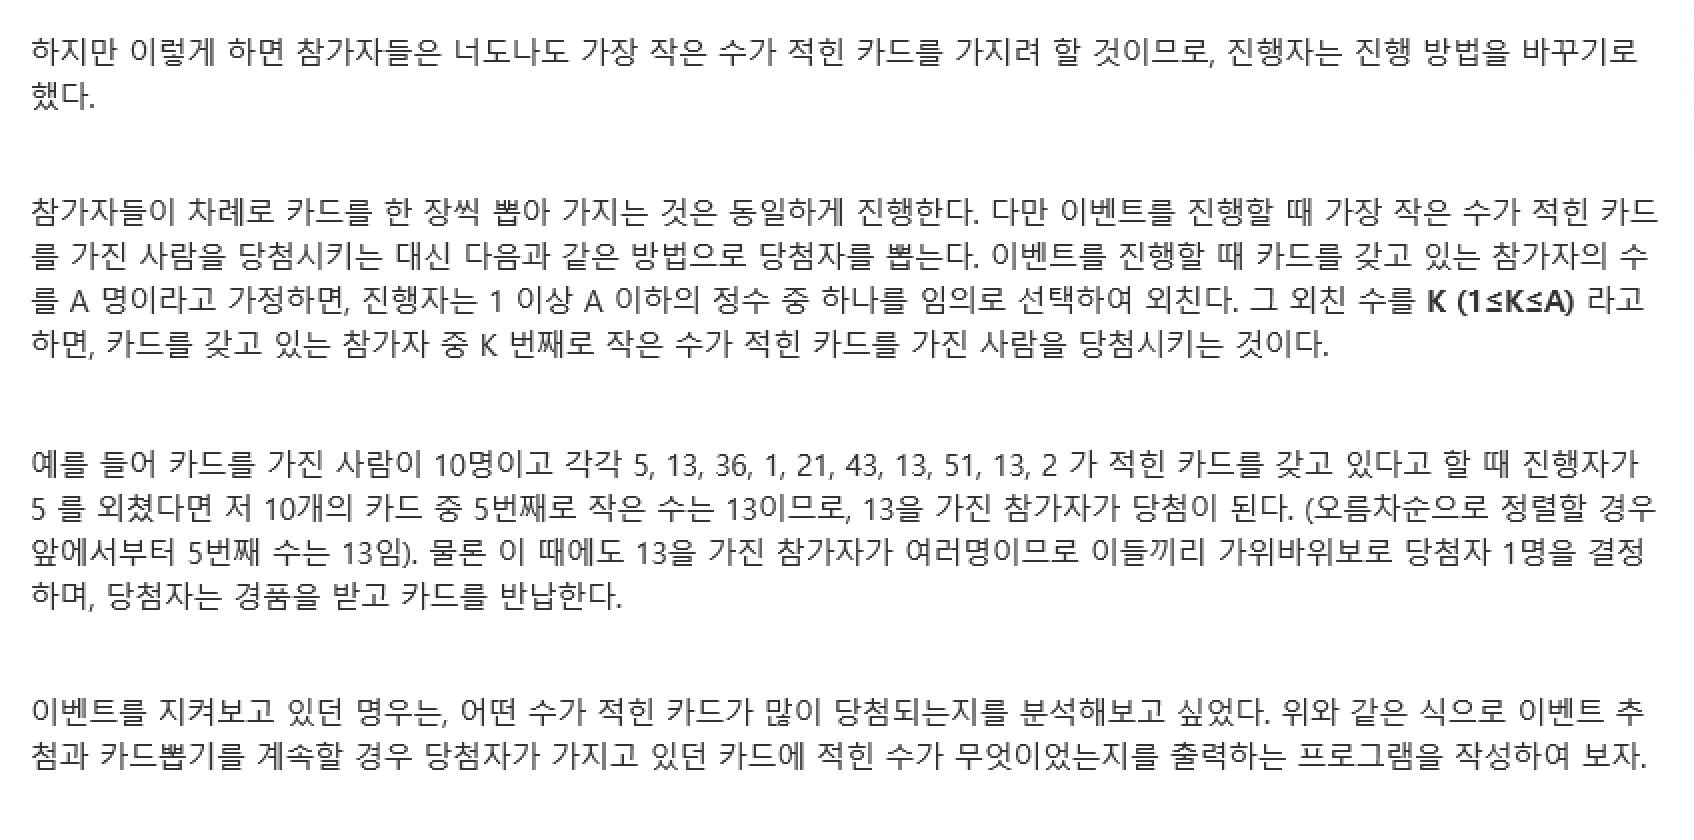 하지만 이렇게 하면 참가자들은 너도나도 가장 작은 수가 적힌 카드를 가지려 할 것이므로, 진행자는 진행 방법을 바꾸기로
했다.
참가자들이 차례로 카드를 한 장씩 뽑아 가지는 것은 동일하게 진행한다. 다만 이벤트를 진행할 때 가장 작은 수가 적힌 카드
를 가진 사람을 당첨시키는 대신 다음과 같은 방법으로 당첨자를 뽑는다. 이벤트를 진행할 때 카드를 갖고 있는 참가자의 수
를 A 명이라고 가정하면, 진행자는 1 이상 A 이하의 정수 중 하나를 임의로 선택하여 외친다. 그 외친 수를 K (1≤K≤A) 라고
하면, 카드를 갖고 있는 참가자 중 K 번째로 작은 수가 적힌 카드를 가진 사람을 당첨시키는 것이다.
예를 들어 카드를 가진 사람이 10명이고 각각 5, 13, 36, 1, 21, 43, 13, 51, 13, 2 가 적힌 카드를 갖고 있다고 할 때 진행자가
5 를 외쳤다면 저 10개의 카드 중 5번째로 작은 수는 13이므로, 13을 가진 참가자가 당첨이 된다. (오름차순으로 정렬할 경우
앞에서부터 5번째 수는 13임). 물론 이 때에도 13을 가진 참가자가 여러명이므로 이들끼리 가위바위보로 당첨자 1명을 결정
하며, 당첨자는 경품을 받고 카드를 반납한다.
이벤트를 지켜보고 있던 명우는, 어떤 수가 적힌 카드가 많이 당첨되는지를 분석해보고 싶었다. 위와 같은 식으로 이벤트 추
첨과 카드뽑기를 계속할 경우 당첨자가 가지고 있던 카드에 적힌 수가 무엇이었는지를 출력하는 프로그램을 작성하여 보자.